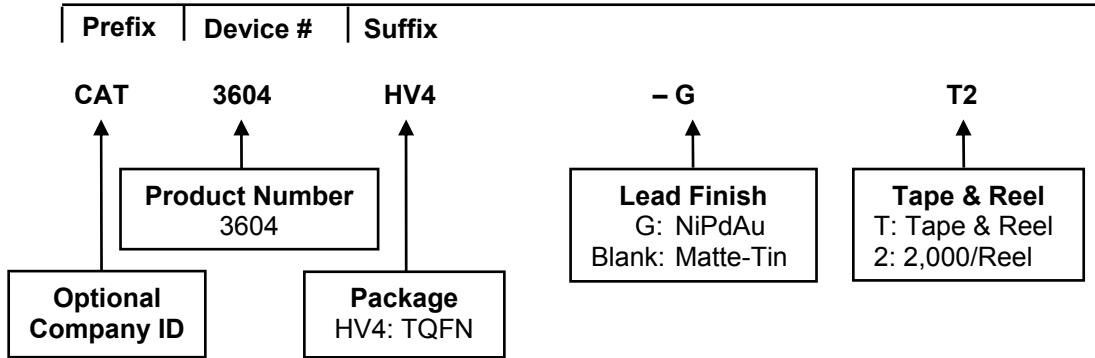 Prefix Device # Suffix
CAT 3604 HV4 – G T2
Product Number
3604
Optional
Company ID
Package
HV4: TQFN
Lead Finish
G: NiPdAu
Blank: Matte-Tin
Tape & Reel
T: Tape & Reel
2: 2,000/Reel